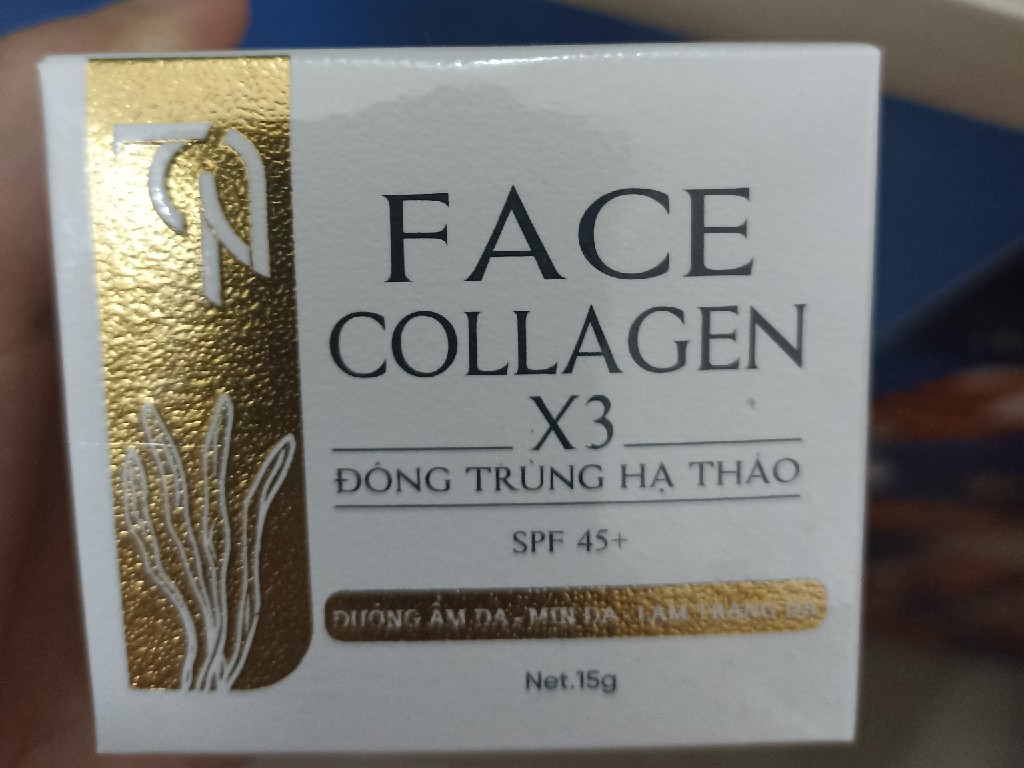 FACE
COLLAGEN
X3
ĐÔNG TRÙNG HẠ THẢO
SPF 45+
DƯỠNG ẨM DA - MỊN DA - LÀM TRẮNG DA
Net.15g